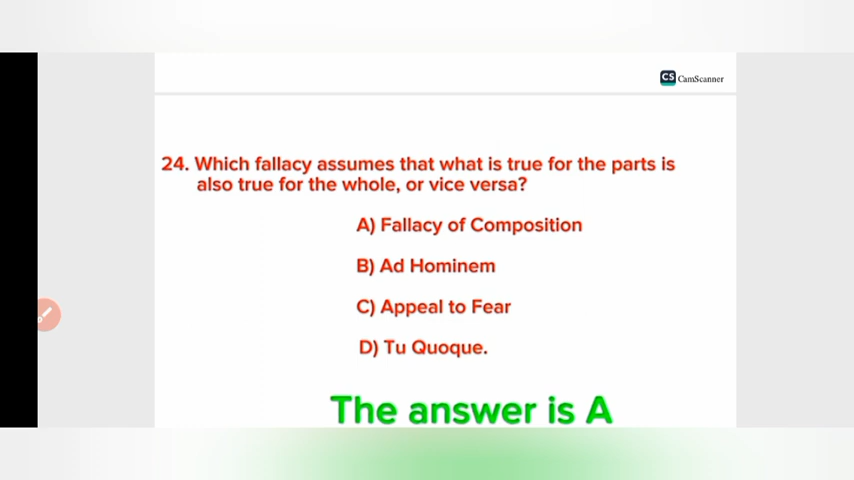 CS CamScanner
24. Which fallacy assumes that what is true for the parts is
also true for the whole, or vice versa?
A) Fallacy of Composition
B) Ad Hominem
C) Appeal to Fear
D) Tu Quoque.
The answer is A